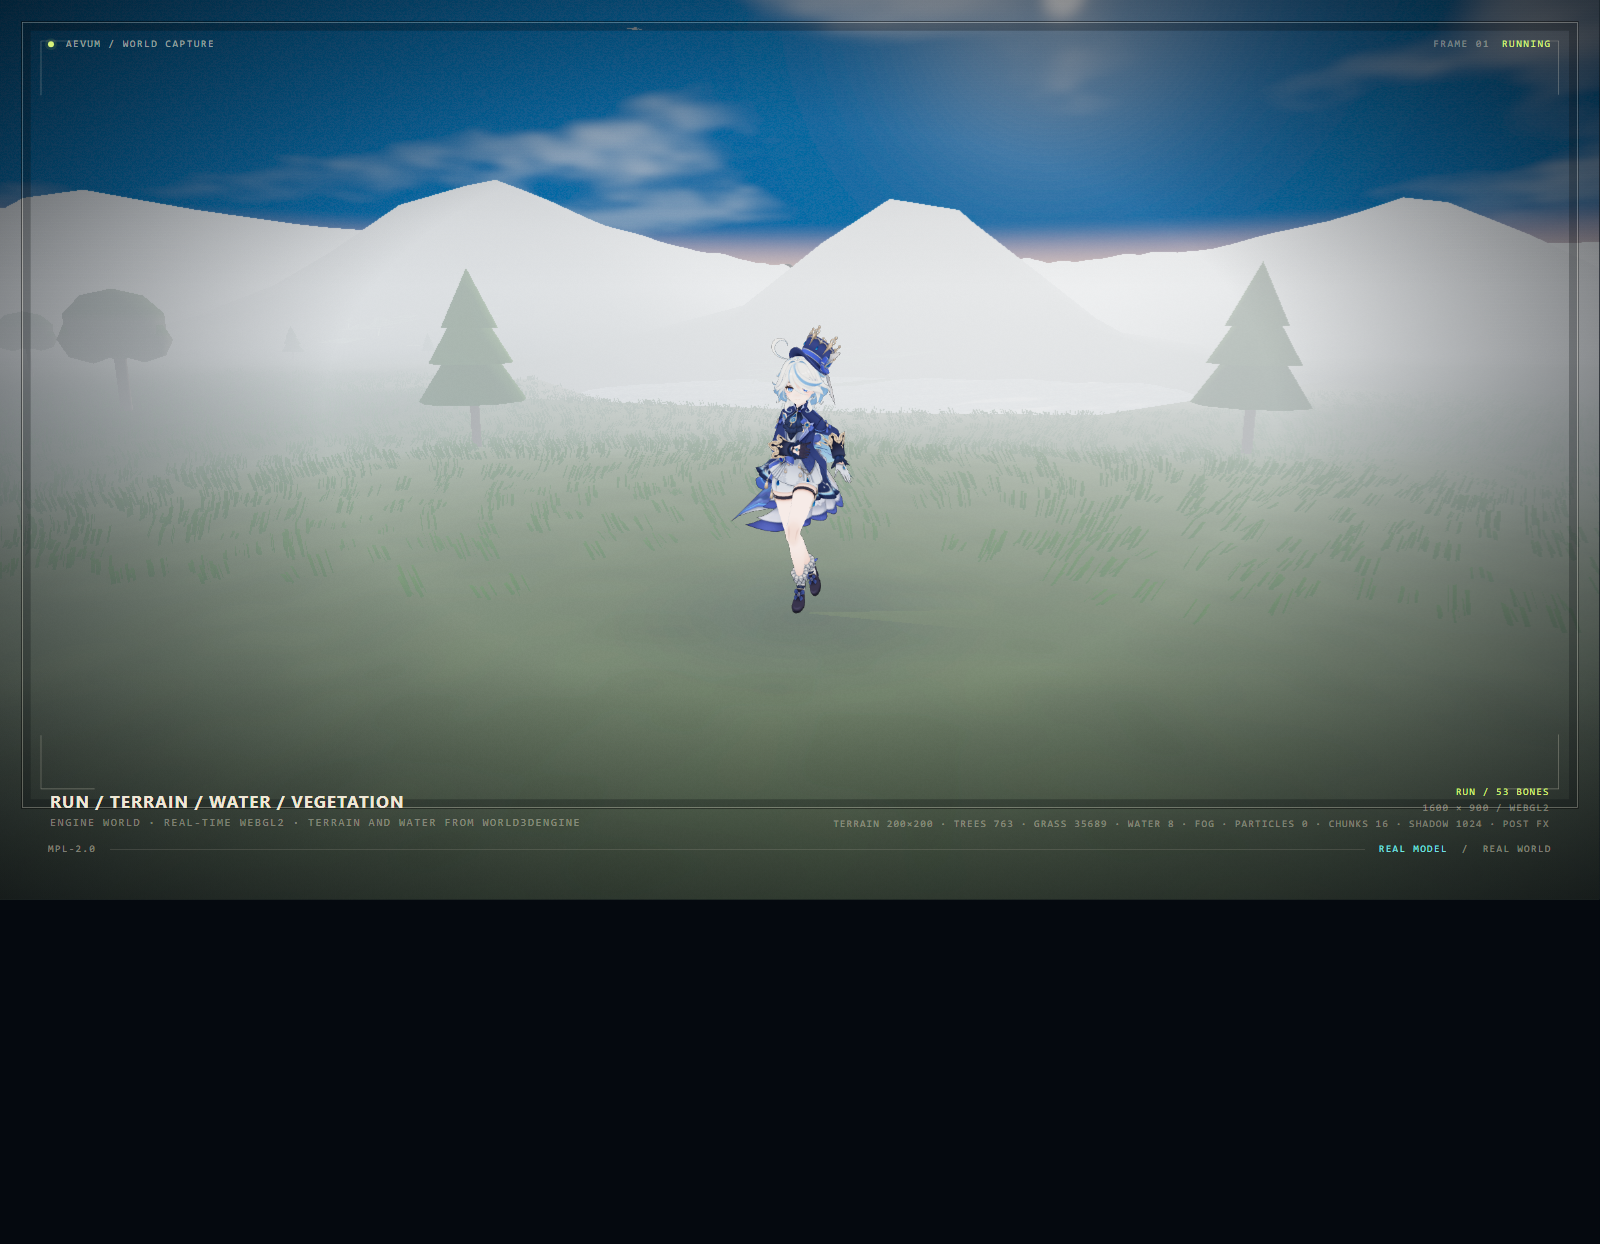 AEVUM / WORLD CAPTURE
FRAME 01 RUNNING
RUN / TERRAIN / WATER / VEGETATION
ENGINE WORLD · REAL-TIME WEBGL2 · TERRAIN AND WATER FROM WORLD3DENGINE
RUN / 53 BONES
1600 × 900 / WEBGL2
TERRAIN 200×200 · TREES 763 · GRASS 35689 · WATER 8 · FOG · PARTICLES 0 · CHUNKS 16 · SHADOW 1024 · POST FX
MPL-2.0
REAL MODEL / REAL WORLD